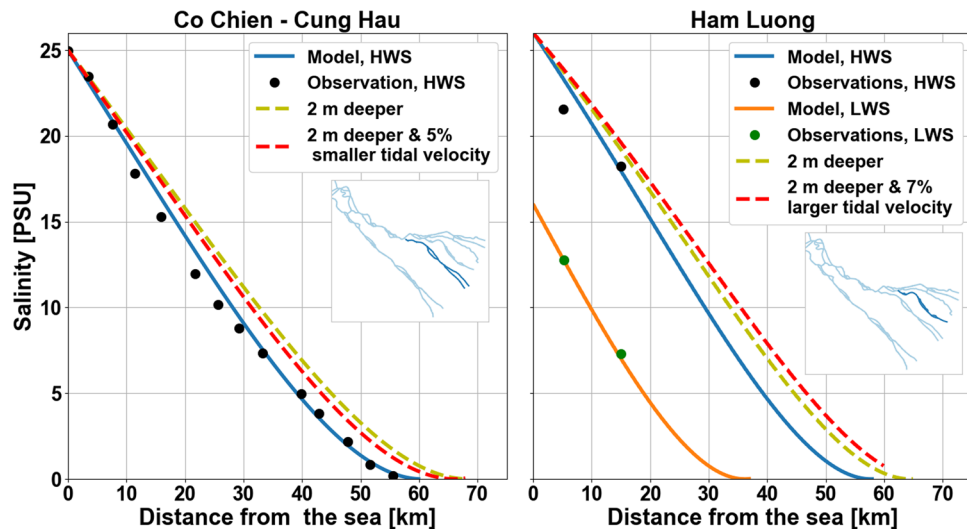 Co Chien - Cung Hau
Salinity [PSU]
25
20
15
10
5
0
Model, HWS
Observation, HWS
2 m deeper
2 m deeper & 5%
smaller tidal velocity
0 10 20 30 40 50 60 70
Distance from the sea [km]
Ham Luong
Model, HWS
Observations, HWS
Model, LWS
Observations, LWS
2 m deeper
2 m deeper & 7%
larger tidal velocity
0 10 20 30 40 50 60 70
Distance from the sea [km]